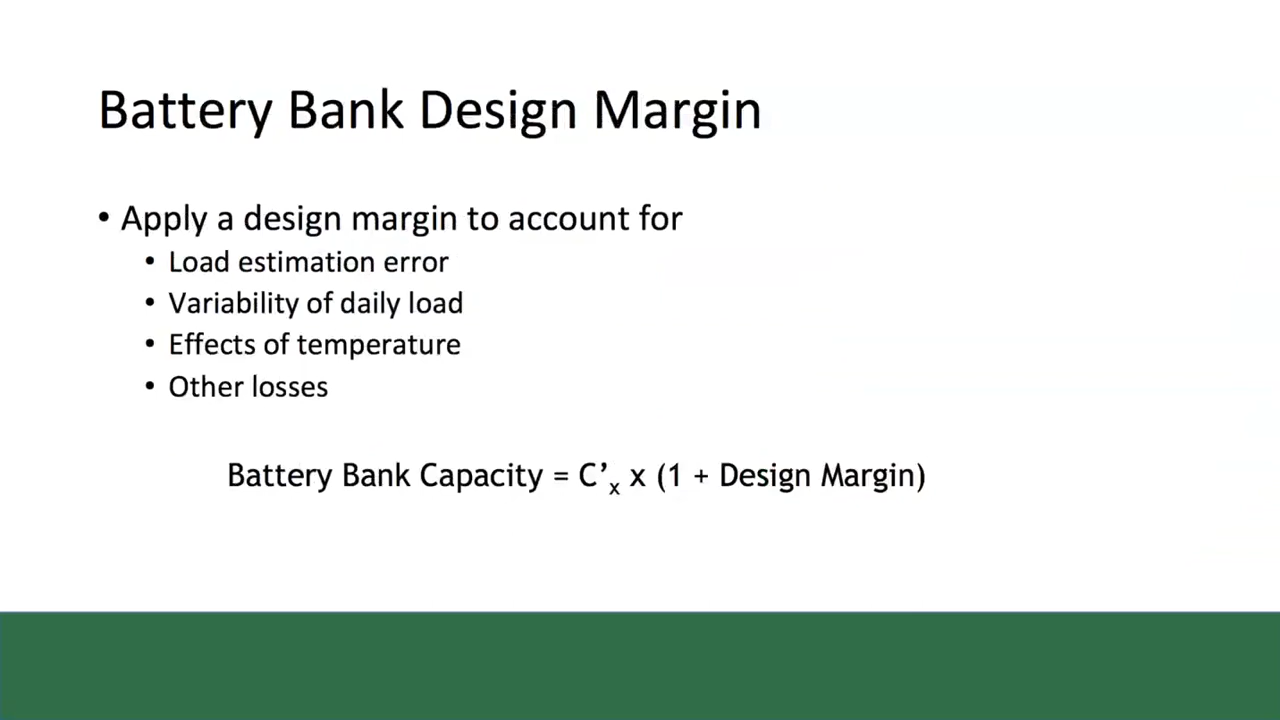 Battery Bank Design Margin
• Apply a design margin to account for
• Load estimation error
• Variability of daily load
• Effects of temperature
• Other losses
Battery Bank Capacity = C’ₓ x (1 + Design Margin)